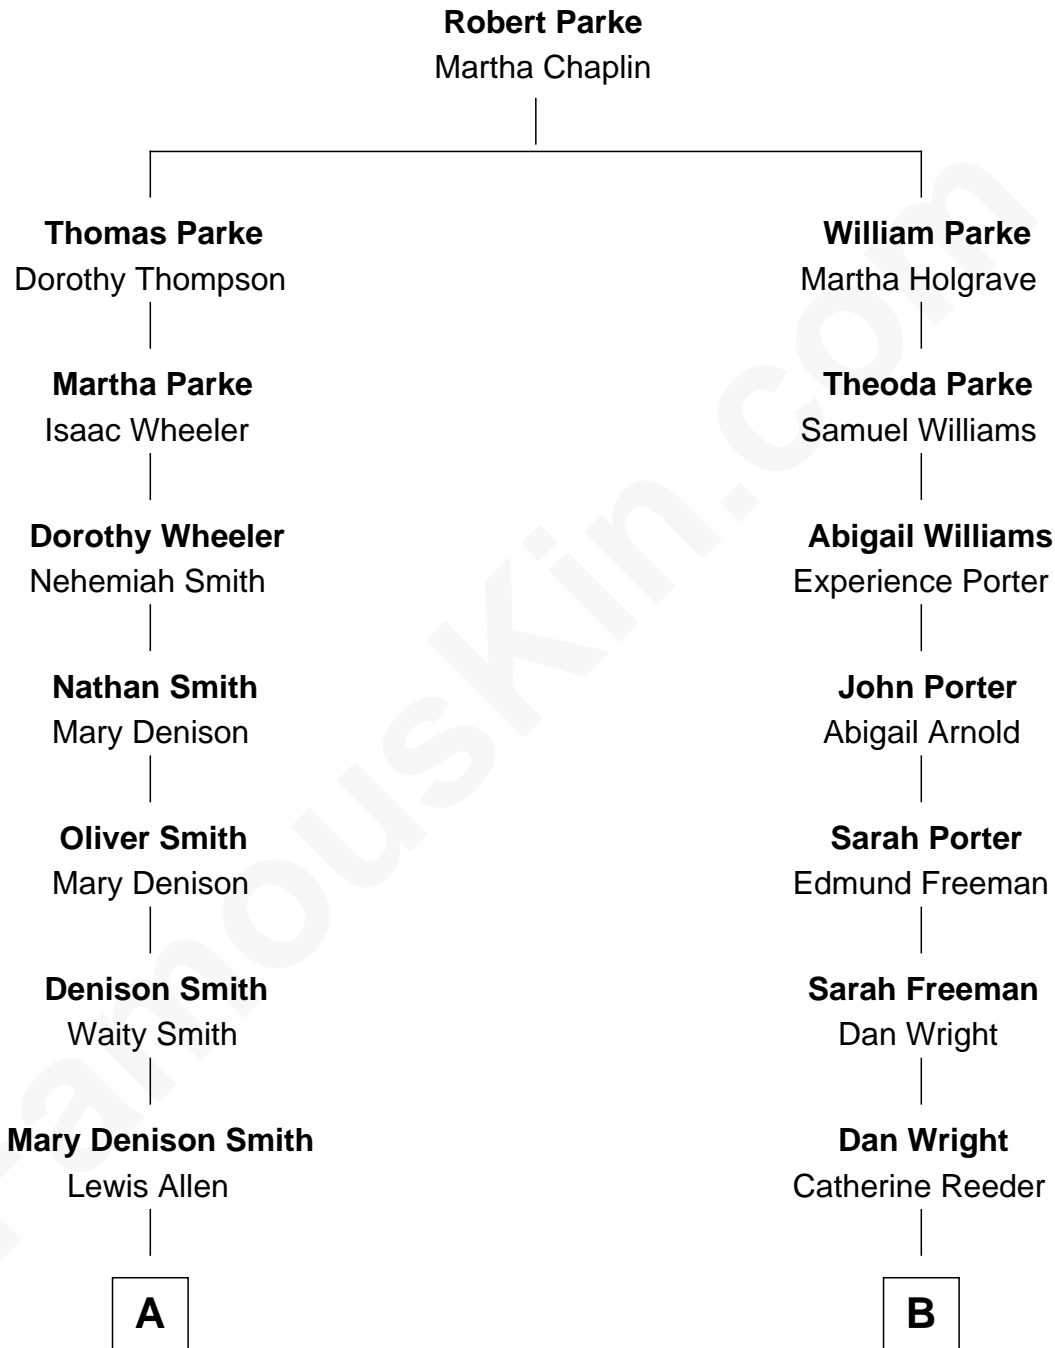 Robert Parke
Martha Chaplin
Thomas Parke
Dorothy Thompson
William Parke
Martha Holgrave
Martha Parke
Isaac Wheeler
Theoda Parke
Samuel Williams
Dorothy Wheeler
Nehemiah Smith
Abigail Williams
Experience Porter
Nathan Smith
Mary Denison
John Porter
Abigail Arnold
Oliver Smith
Mary Denison
Sarah Porter
Edmund Freeman
Denison Smith
Waity Smith
Sarah Freeman
Dan Wright
Mary Denison Smith
Lewis Allen
Dan Wright
Catherine Reeder
A
B
FamousKin.com